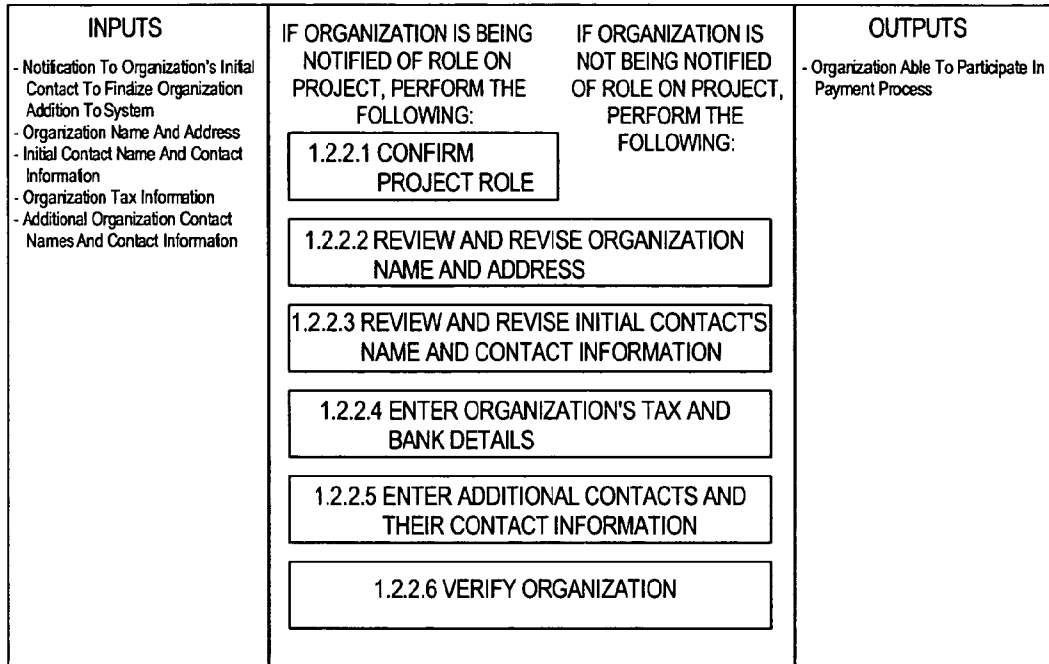 INPUTS
- Notification To Organization's Initial
Contact To Finalize Organization
Addition To System
- Organization Name And Address
- Initial Contact Name And Contact
Information
- Organization Tax Information
- Additional Organization Contact
Names And Contact Information
IF ORGANIZATION IS BEING
NOTIFIED OF ROLE ON
PROJECT, PERFORM THE
FOLLOWING:
IF ORGANIZATION IS
NOT BEING NOTIFIED
OF ROLE ON PROJECT,
PERFORM THE
FOLLOWING:
1.2.2.1 CONFIRM
PROJECT ROLE
1.2.2.2 REVIEW AND REVISE ORGANIZATION
NAME AND ADDRESS
1.2.2.3 REVIEW AND REVISE INITIAL CONTACT'S
NAME AND CONTACT INFORMATION
1.2.2.4 ENTER ORGANIZATION'S TAX AND
BANK DETAILS
1.2.2.5 ENTER ADDITIONAL CONTACTS AND
THEIR CONTACT INFORMATION
1.2.2.6 VERIFY ORGANIZATION
OUTPUTS
- Organization Able To Participate In
Payment Process